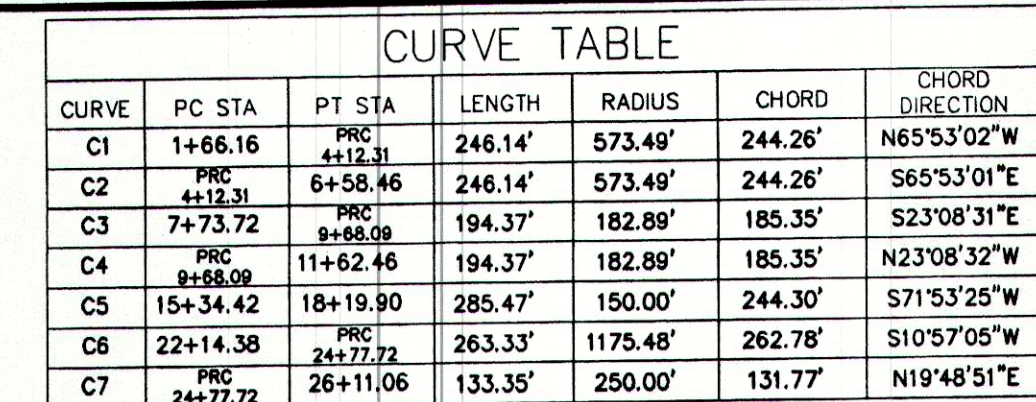 CURVE TABLE
CURVE PC STA PT STA LENGTH RADIUS CHORD CHORD DIRECTION
C1 1+66.16 PRC 4+12.31 246.14' 573.49' 244.26' N65°53'02"W
C2 PRC 4+12.31 6+58.46 246.14' 573.49' 244.26' S65°53'01"E
C3 7+73.72 PRC 9+68.09 194.37' 182.89' 185.35' S23°08'31"E
C4 PRC 9+68.09 11+62.46 194.37' 182.89' 185.35' N23°08'32"W
C5 15+34.42 18+19.90 285.47' 150.00' 244.30' S71°53'25"W
C6 22+14.38 PRC 24+77.72 263.33' 1175.48' 262.78' S10°57'05"W
C7 PRC 24+77.72 26+11.06 133.35' 250.00' 131.77' N19°48'51"E